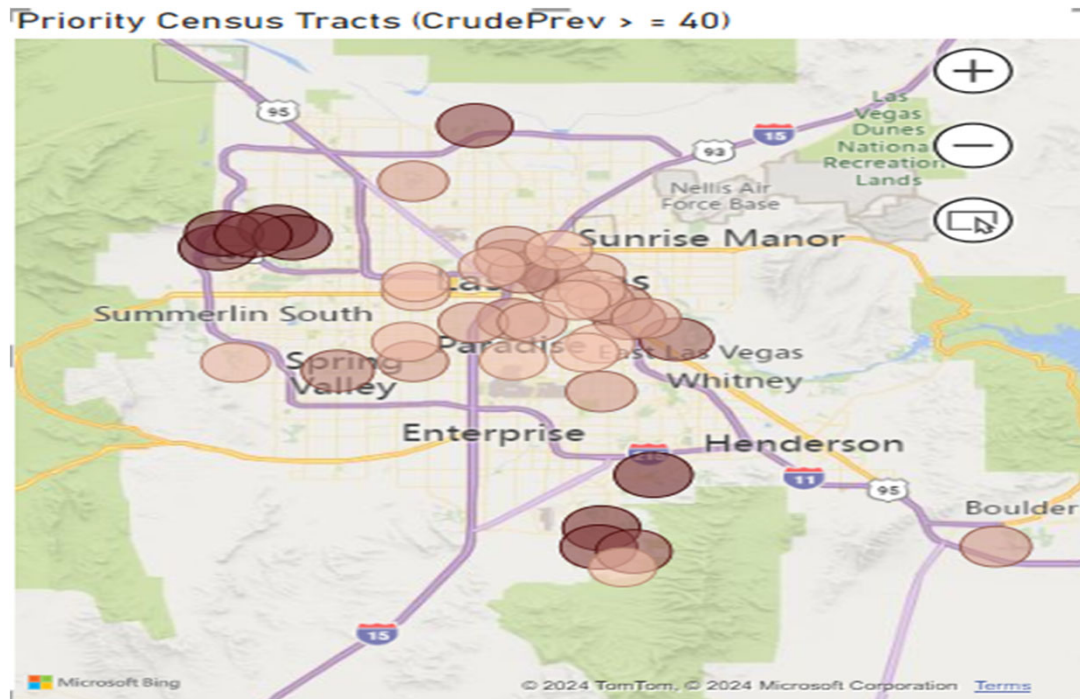 Priority Census Tracts (CrudePrev > = 40)
95
15
93
Las
Vegas
Dunes
National
Recreation
Lands
Nellis Air
Force Base
Sunrise Manor
Las
s
Summerlin South
Paradise
East Las Vegas
Spring
Valley
Whitney
Enterprise
Henderson
11
95
Boulder
15
Microsoft Bing
© 2024 TomTom, © 2024 Microsoft Corporation Terms